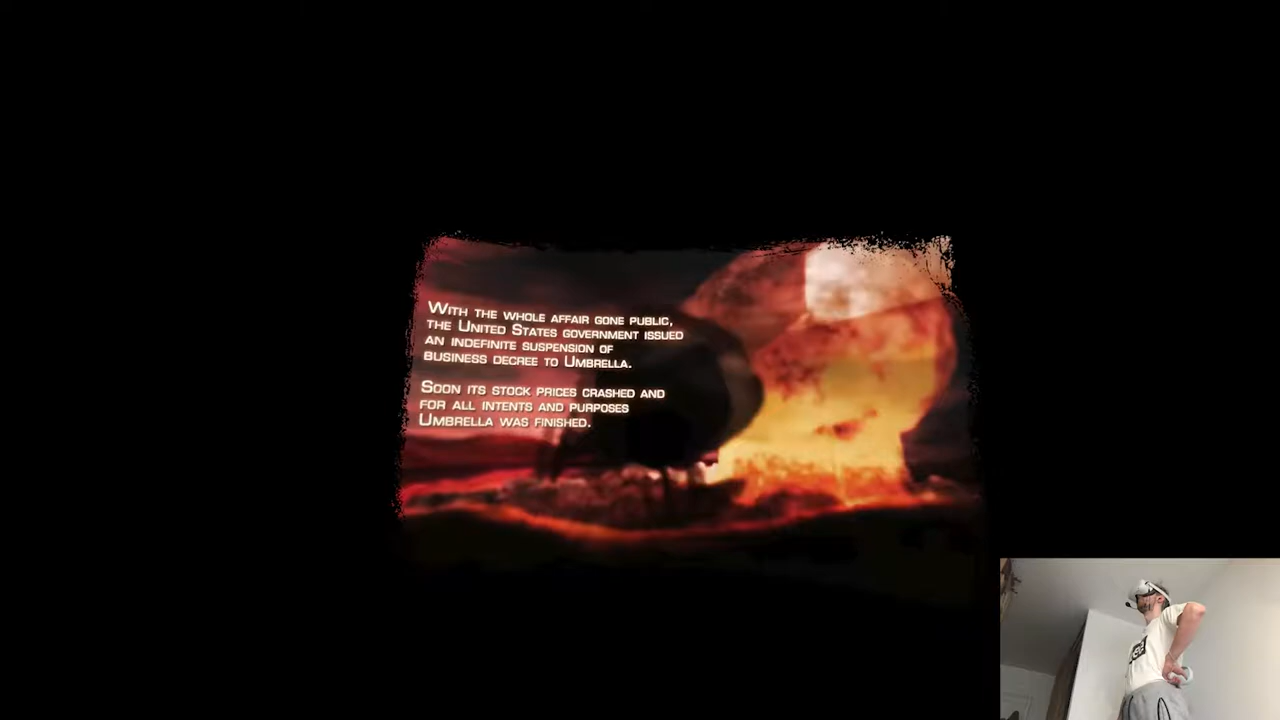 With the whole affair gone public,
the United States government issued
an indefinite suspension of
business decree to Umbrella.
Soon its stock prices crashed and
for all intents and purposes
Umbrella was finished.